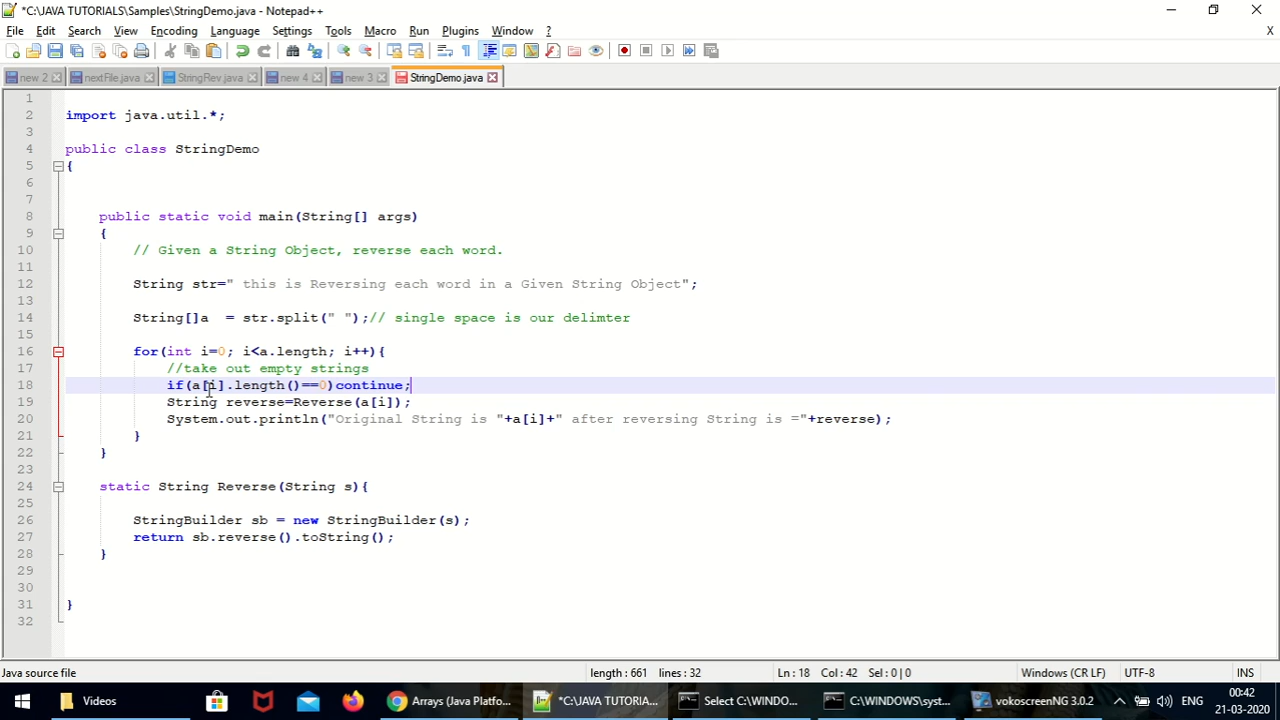 *C:\JAVA TUTORIALS\Samples\StringDemo.java - Notepad++
File Edit Search View Encoding Language Settings Tools Macro Run Plugins Window ? X
new 2 nextFile.java StringRev.java new 4 new 3 StringDemo.java
1
2 import java.util.*;
3
4 public class StringDemo
5 {
6
7
8 public static void main(String[] args)
9 {
10 // Given a String Object, reverse each word.
11
12 String str=" this is Reversing each word in a Given String Object";
13
14 String[]a  = str.split(" ");// single space is our delimter
15
16 for(int i=0; i<a.length; i++){
17 //take out empty strings
18 if(a[i].length()==0)continue;
19 String reverse=Reverse(a[i]);
20 System.out.println("Original String is "+a[i]+" after reversing String is ="+reverse);
21 }
22 }
23
24 static String Reverse(String s){
25
26 StringBuilder sb = new StringBuilder(s);
27 return sb.reverse().toString();
28 }
29
30
31 }
32
Java source file length : 661 lines : 32 Ln : 18 Col : 42 Sel : 0 | 0 Windows (CR LF) UTF-8 INS
Videos Arrays (Java Platfo... *C:\JAVA TUTORIA... Select C:\WINDO... C:\WINDOWS\syst... vokoscreenNG 3.0.2 ENG 00:42
21-03-2020